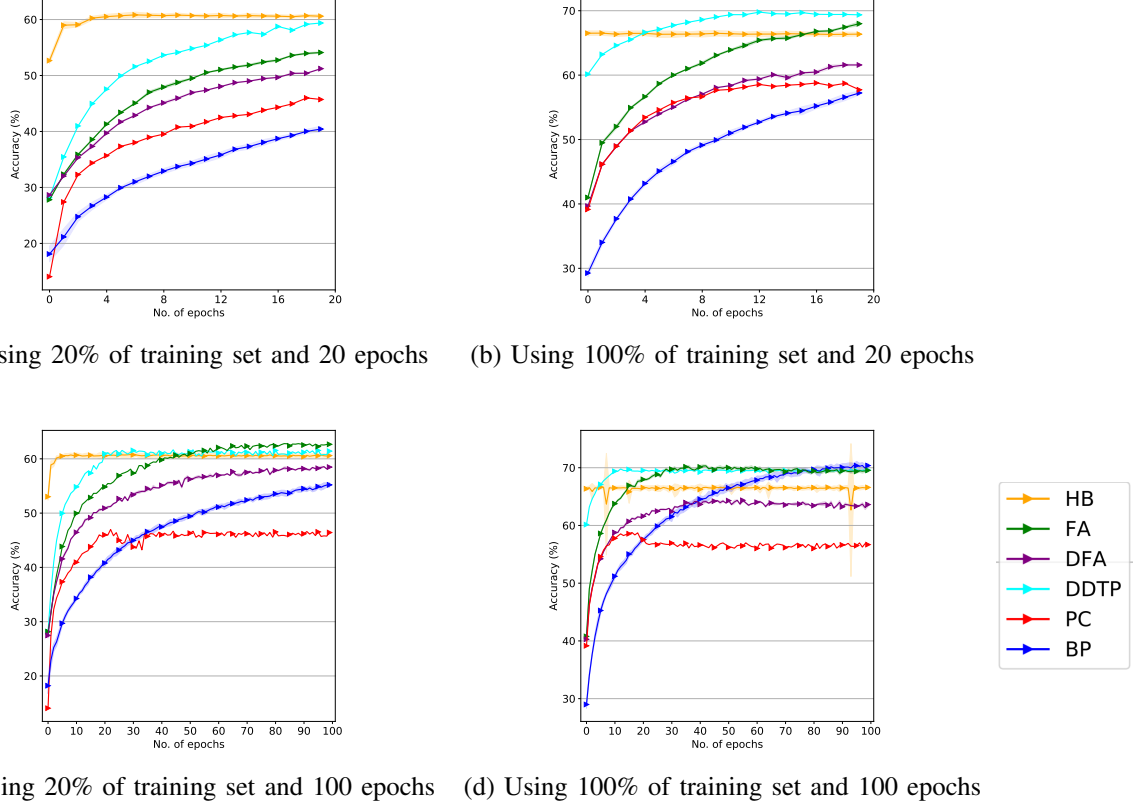 60
50
40
30
20
Accuracy (%)
0 4 8 12 16 20
No. of epochs
70
60
50
40
30
Accuracy (%)
0 4 8 12 16 20
No. of epochs
20% of training set and 20 epochs
(b) Using 100% of training set and 20 epochs
60
50
40
30
20
Accuracy (%)
0 10 20 30 40 50 60 70 80 90 100
No. of epochs
70
60
50
40
30
Accuracy (%)
0 10 20 30 40 50 60 70 80 90 100
No. of epochs
HB
FA
DFA
DDTP
PC
BP
20% of training set and 100 epochs
(d) Using 100% of training set and 100 epochs